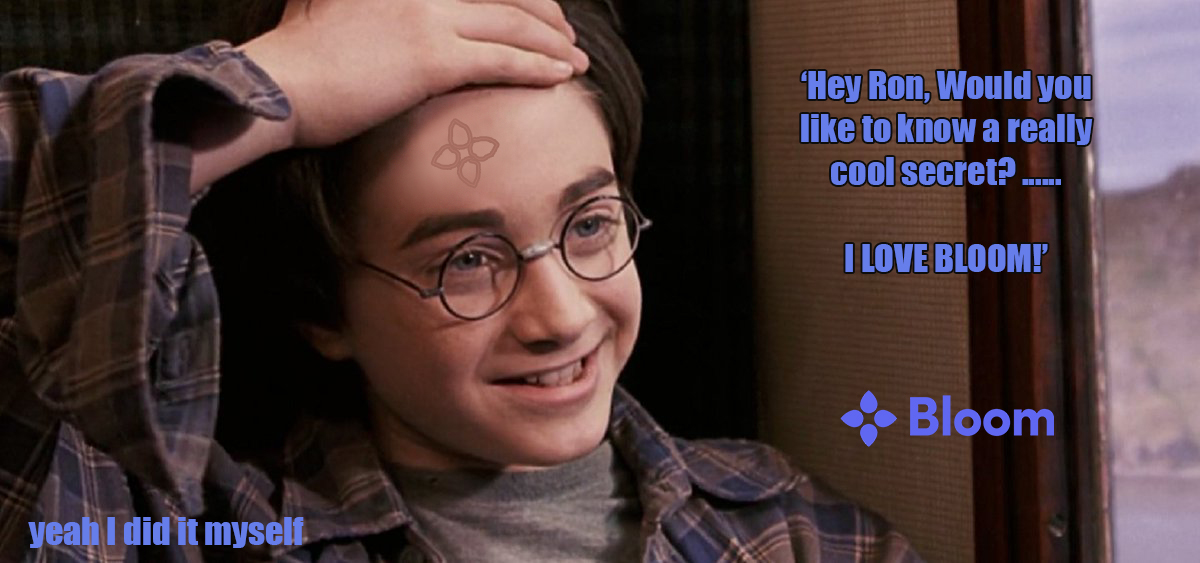 ‘Hey Ron, Would you
like to know a really
cool secret? ......
I LOVE BLOOM!’
Bloom
yeah I did it myself